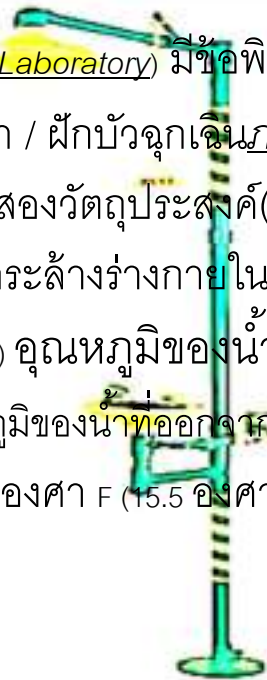 Laboratory) มีข้อพิ
า / ฝักบัวฉุกเฉินภ
สองวัตถุประสงค์(
ระล้างร่างกายใน
) อุณหภูมิของน้ำ
ภูมิของน้ำที่ออกจาก
องศา F (15.5 องศา